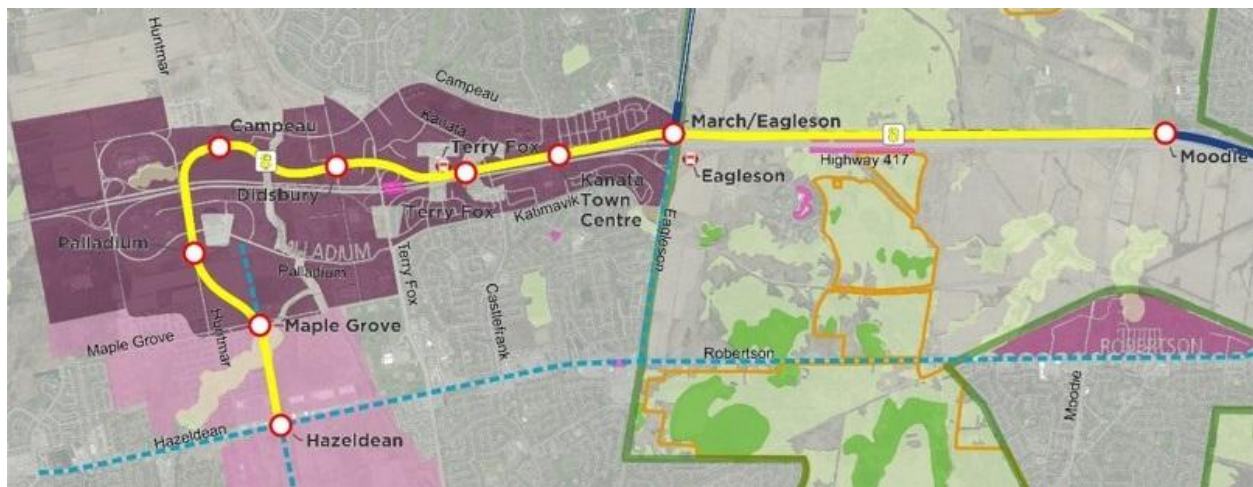 Huntmar
Campeau
Campeau
Kanata
Terry Fox
March/Eagleson
Highway 417
Moodie
Eagleson
Didsbury
Terry Fox
Katimavik
Kanata
Town
Centre
Palladium
PALLADIUM
Palladium
Terry Fox
Eagleson
Castlefrank
Huntmar
Maple Grove
Maple Grove
Robertson
ROBERTSON
Moodie
Hazeldean
Hazeldean